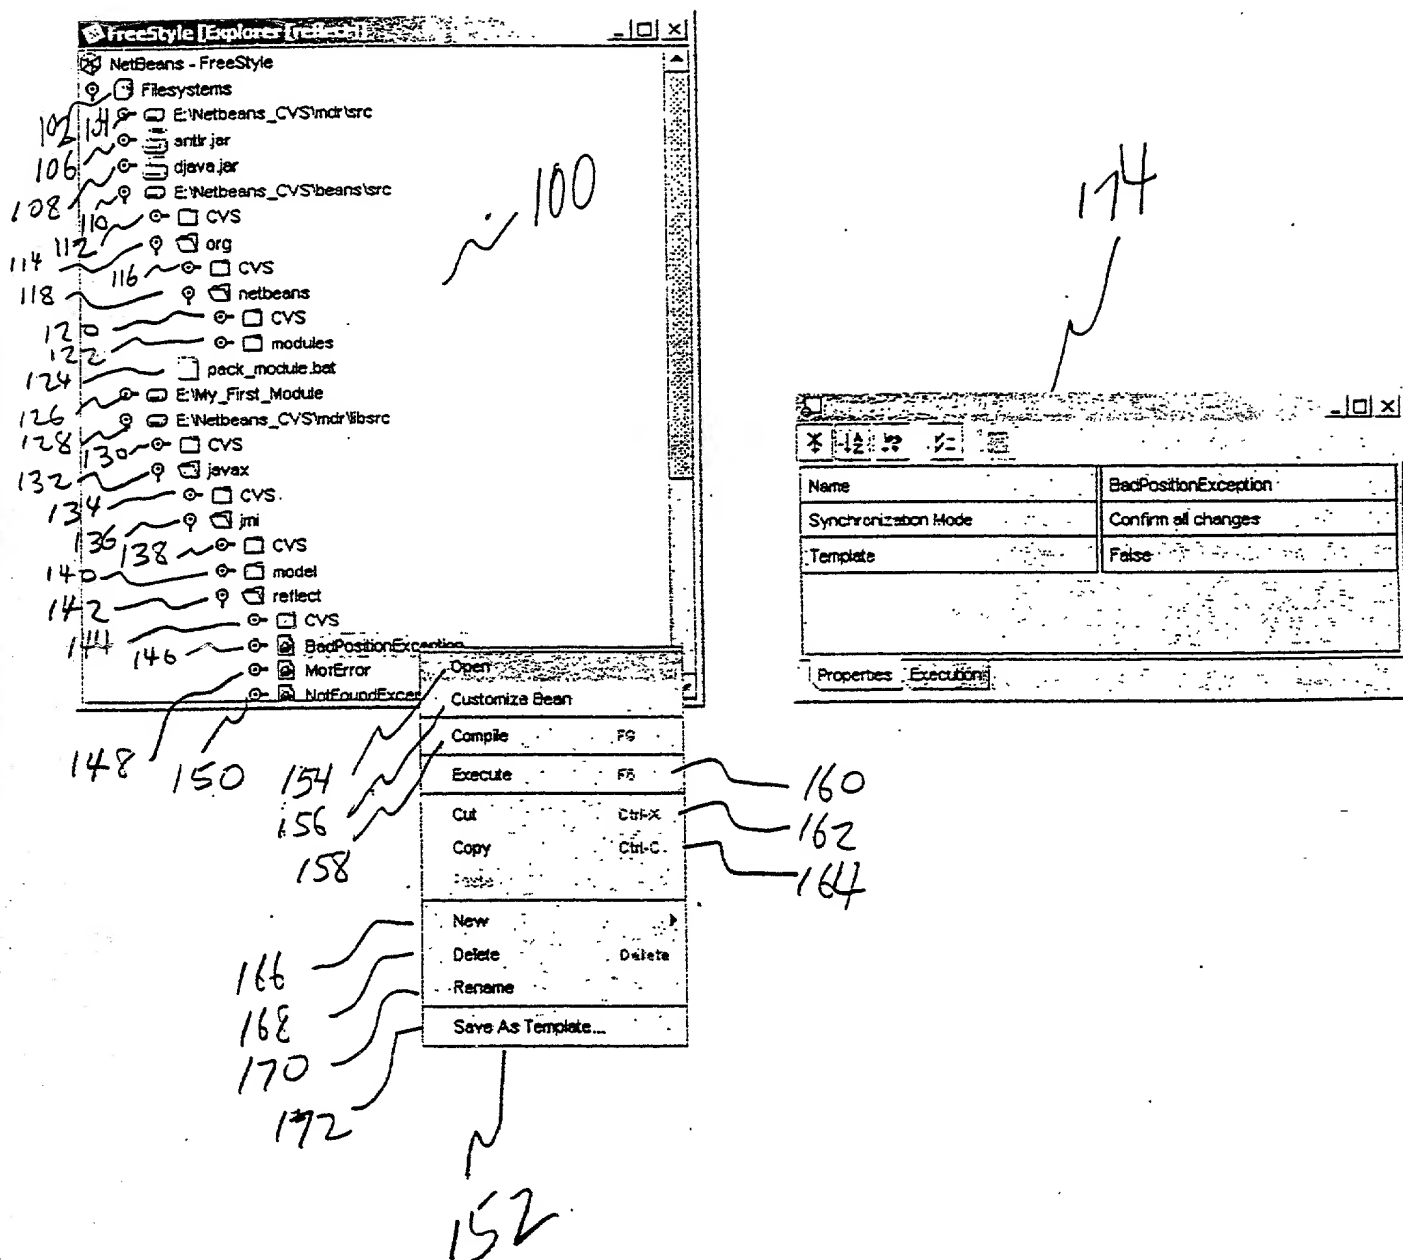 FreeStyle [Explorer [reflect]]
NetBeans - FreeStyle
Filesystems
102 104 E:\Netbeans_CVS\mdr\src
106 antlr.jar
108 djava.jar
110 E:\Netbeans_CVS\beans\src
112 CVS
114 org
116 CVS
118 netbeans
120 CVS
122 modules
124 pack_module.bat
126 E:\My_First_Module
128 E:\Netbeans_CVS\mdr\libsrc
130 CVS
132 javax
134 CVS
136 jmi
138 CVS
140 model
142 reflect
144 CVS
146 BadPositionException
148 MofError
150 NotFoundExcep
100
154 Open
156 Customize Bean
158 Compile F9
Execute F6 160
Cut Ctrl-X 162
Copy Ctrl-C 164
Paste
166 New
168 Delete Delete
170 Rename
172 Save As Template...
152
174
Name BadPositionException
Synchronization Mode Confirm all changes
Template False
Properties Execution